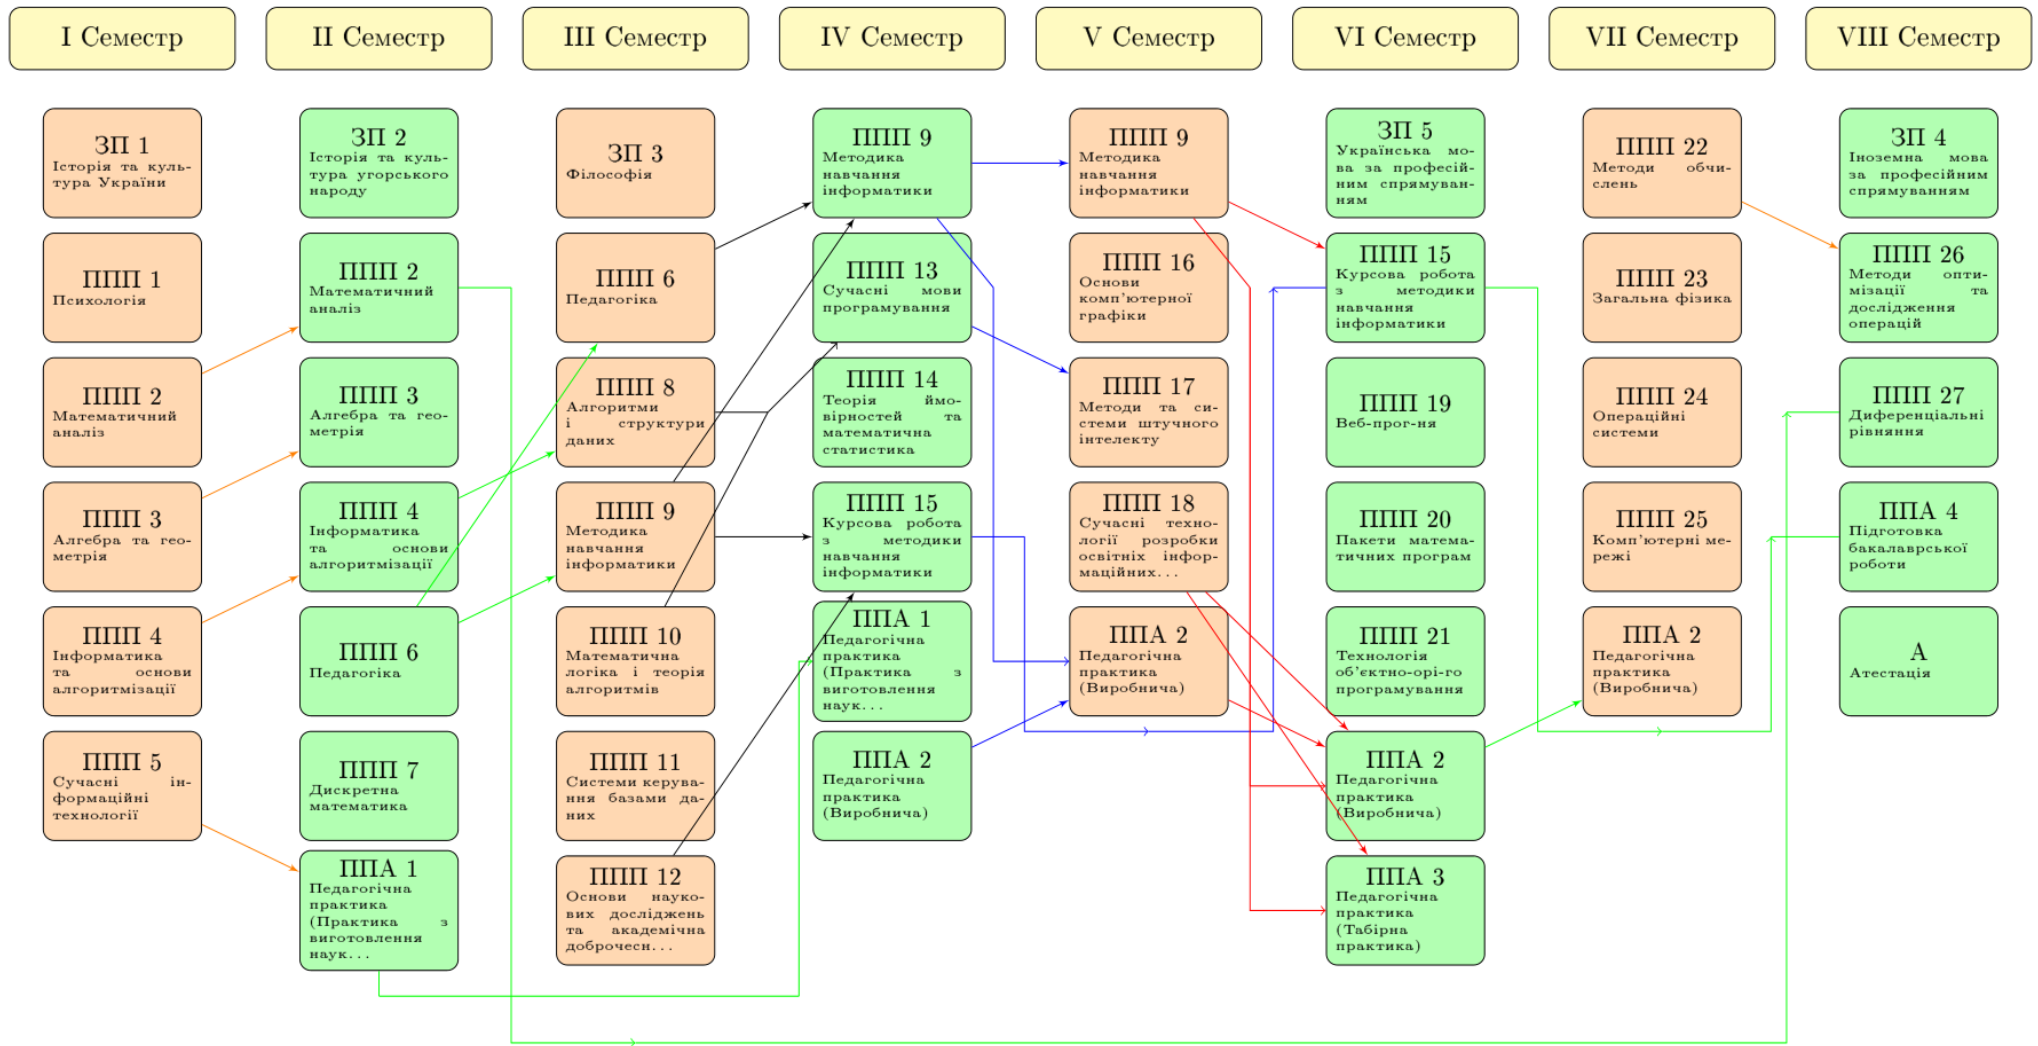 I Семестр
II Семестр
III Семестр
IV Семестр
V Семестр
VI Семестр
VII Семестр
VIII Семестр
ЗП 1
Історія та куль-
тура України
ППП 1
Психологія
ППП 2
Математичний
аналіз
ППП 3
Алгебра та гео-
метрія
ППП 4
Інформатика
та основи
алгоритмізації
ППП 5
Сучасні ін-
формаційні
технології
ЗП 2
Історія та куль-
тура угорського
народу
ППП 2
Математичний
аналіз
ППП 3
Алгебра та гео-
метрія
ППП 4
Інформатика
та основи
алгоритмізації
ППП 6
Педагогіка
ППП 7
Дискретна
математика
ППА 1
Педагогічна
практика
(Практика з
виготовлення
наук...
ЗП 3
Філософія
ППП 6
Педагогіка
ППП 8
Алгоритми
і структури
даних
ППП 9
Методика
навчання
інформатики
ППП 10
Математична
логіка і теорія
алгоритмів
ППП 11
Системи керува-
ння базами да-
них
ППП 12
Основи науко-
вих досліджень
та академічна
доброчесн...
ППП 9
Методика
навчання
інформатики
ППП 13
Сучасні мови
програмування
ППП 14
Теорія ймо-
вірностей та
математична
статистика
ППП 15
Курсова робота
з методики
навчання
інформатики
ППА 1
Педагогічна
практика
(Практика з
виготовлення
наук...
ППА 2
Педагогічна
практика
(Виробнича)
ППП 9
Методика
навчання
інформатики
ППП 16
Основи
комп'ютерної
графіки
ППП 17
Методи та си-
стеми штучного
інтелекту
ППП 18
Сучасні техно-
логії розробки
освітніх інфор-
маційних...
ППА 2
Педагогічна
практика
(Виробнича)
ЗП 5
Українська мо-
ва за професій-
ним спрямуван-
ням
ППП 15
Курсова робота
з методики
навчання
інформатики
ППП 19
Веб-прог-ня
ППП 20
Пакети матема-
тичних програм
ППП 21
Технологія
об'єктно-орі-го
програмування
ППА 2
Педагогічна
практика
(Виробнича)
ППА 3
Педагогічна
практика
(Табірна
практика)
ППП 22
Методи обчи-
слень
ППП 23
Загальна фізика
ППП 24
Операційні
системи
ППП 25
Комп'ютерні ме-
режі
ППА 2
Педагогічна
практика
(Виробнича)
ЗП 4
Іноземна мова
за професійним
спрямуванням
ППП 26
Методи опти-
мізації та
дослідження
операцій
ППП 27
Диференціальні
рівняння
ППА 4
Підготовка
бакалаврської
роботи
А
Атестація